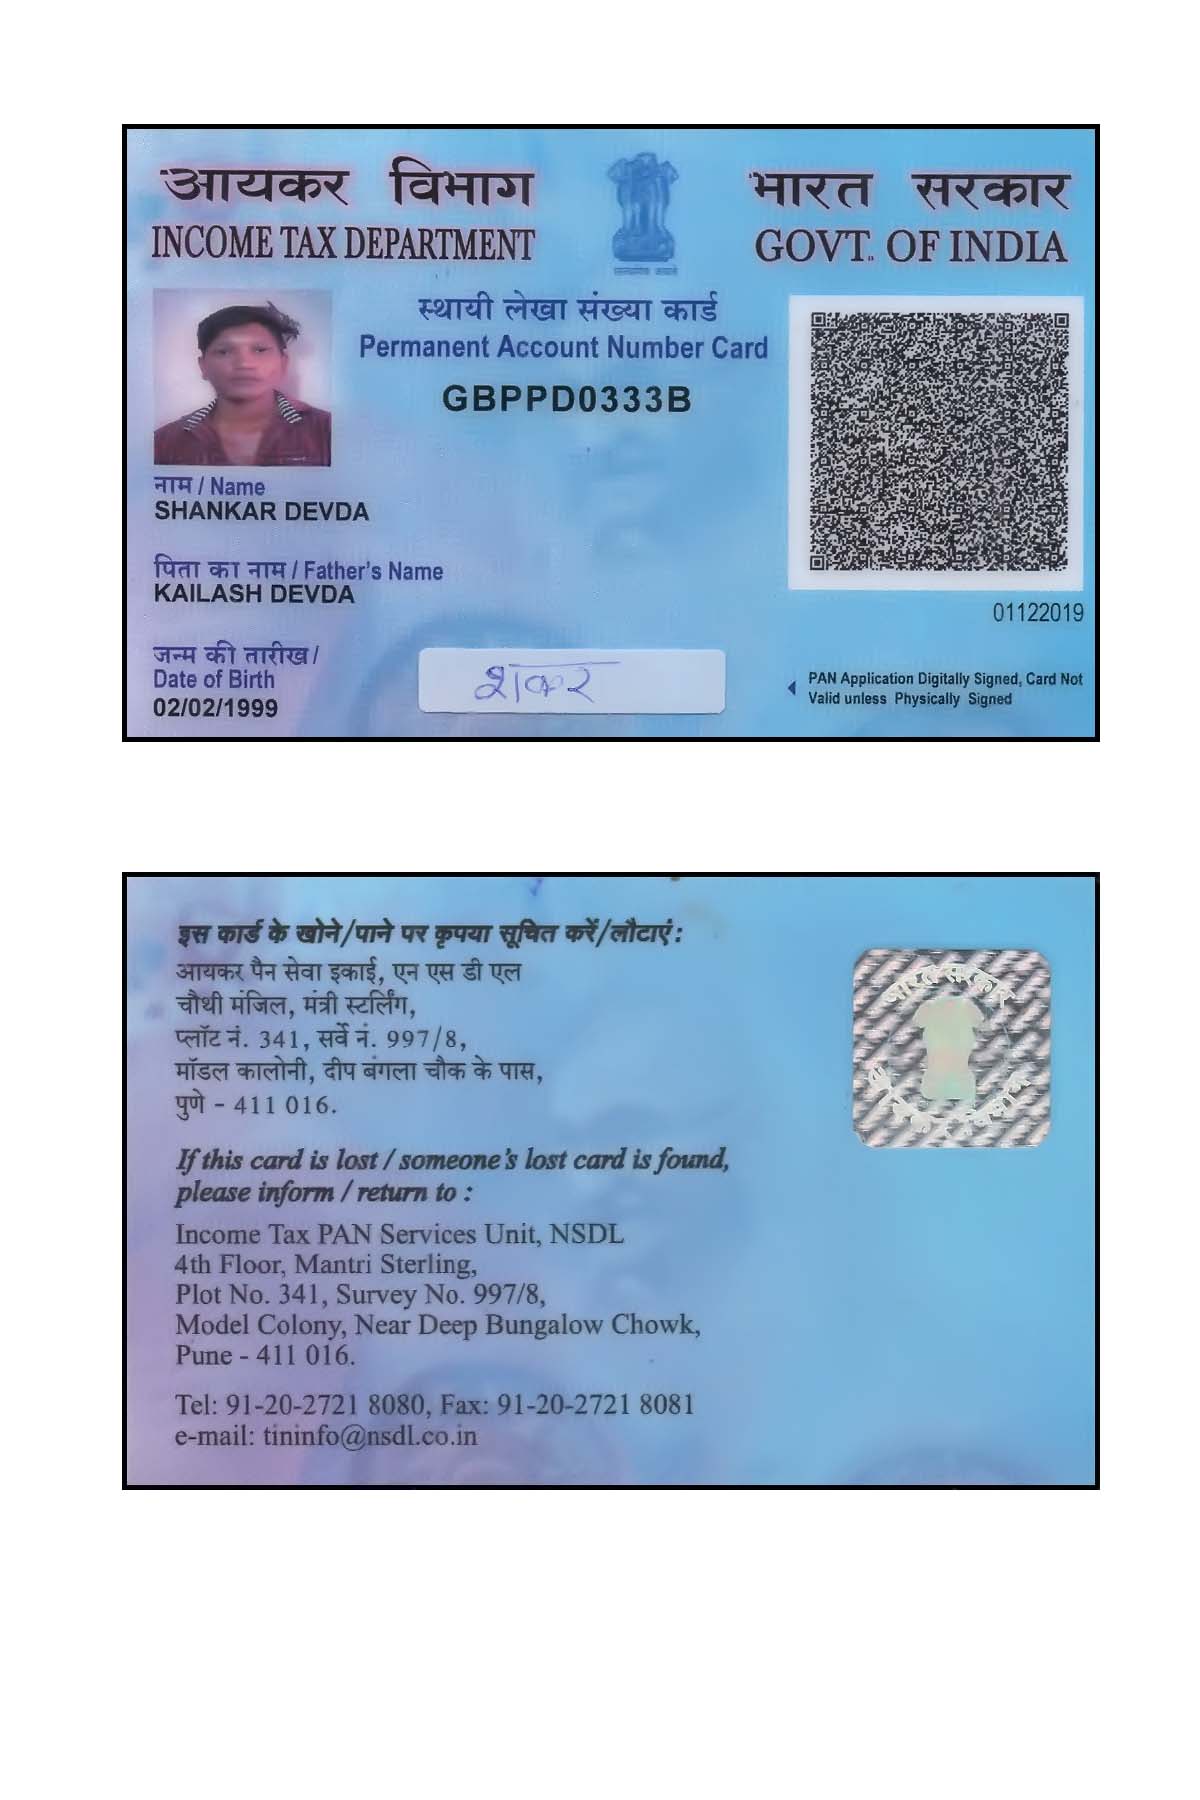 आयकर विभाग
INCOME TAX DEPARTMENT
भारत सरकार
GOVT. OF INDIA
स्थायी लेखा संख्या कार्ड
Permanent Account Number Card
GBPPD0333B
नाम / Name
SHANKAR DEVDA
पिता का नाम / Father's Name
KAILASH DEVDA
जन्म की तारीख /
Date of Birth
02/02/1999
शंकर
01122019
PAN Application Digitally Signed, Card Not
Valid unless Physically Signed
इस कार्ड के खोने/पाने पर कृपया सूचित करें/लौटाएं :
आयकर पैन सेवा इकाई, एन एस डी एल
चौथी मंजिल, मंत्री स्टर्लिंग,
प्लॉट नं. 341, सर्वे नं. 997/8,
मॉडल कालोनी, दीप बंगला चौक के पास,
पुणे - 411 016.
भारत सरकार
If this card is lost / someone's lost card is found,
please inform / return to :
Income Tax PAN Services Unit, NSDL
4th Floor, Mantri Sterling,
Plot No. 341, Survey No. 997/8,
Model Colony, Near Deep Bungalow Chowk,
Pune - 411 016.
Tel: 91-20-2721 8080, Fax: 91-20-2721 8081
e-mail: tininfo@nsdl.co.in